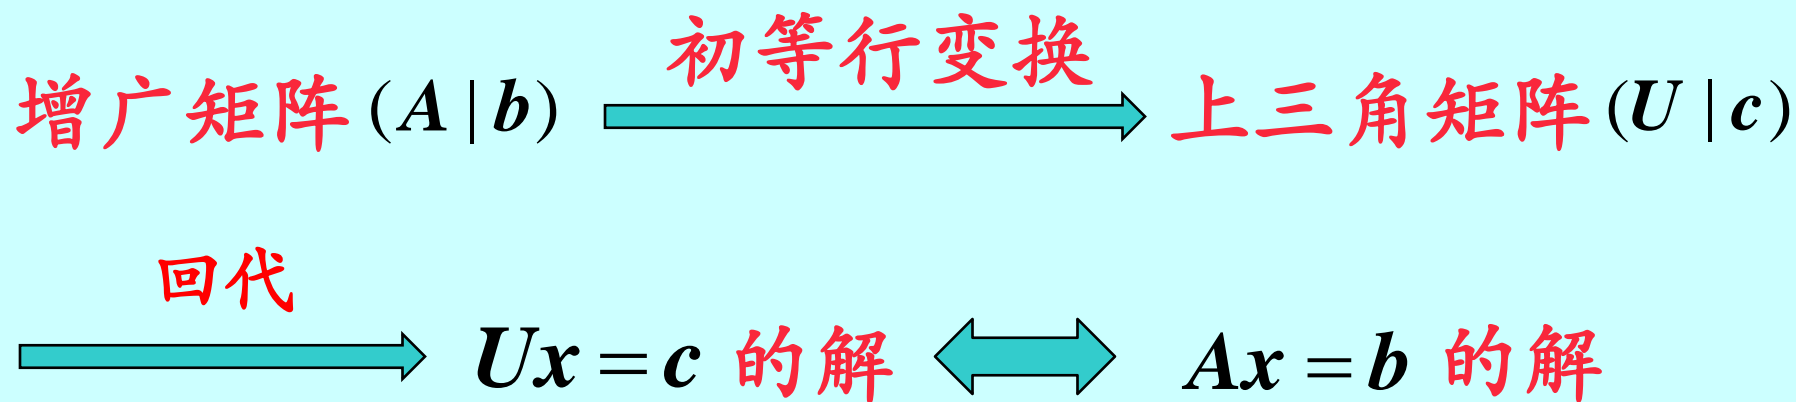 初等行变换
增广矩阵(A | b) 上三角矩阵(U | c)
回代
Ux = c 的解 Ax = b 的解